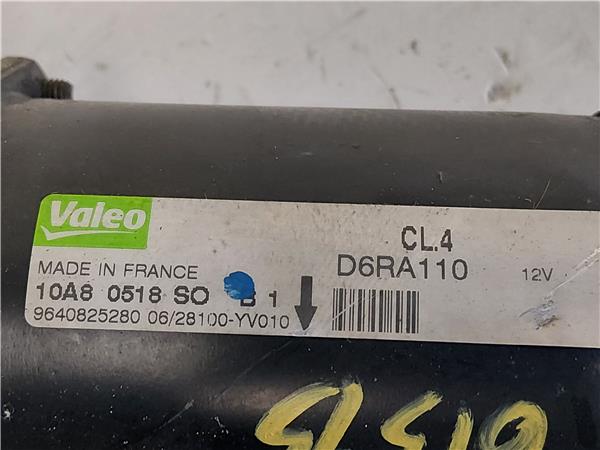 Valeo
CL.4
MADE IN FRANCE
D6RA110
12V
10A8 0518 SO B 1
9640825280 06/28100-YV010